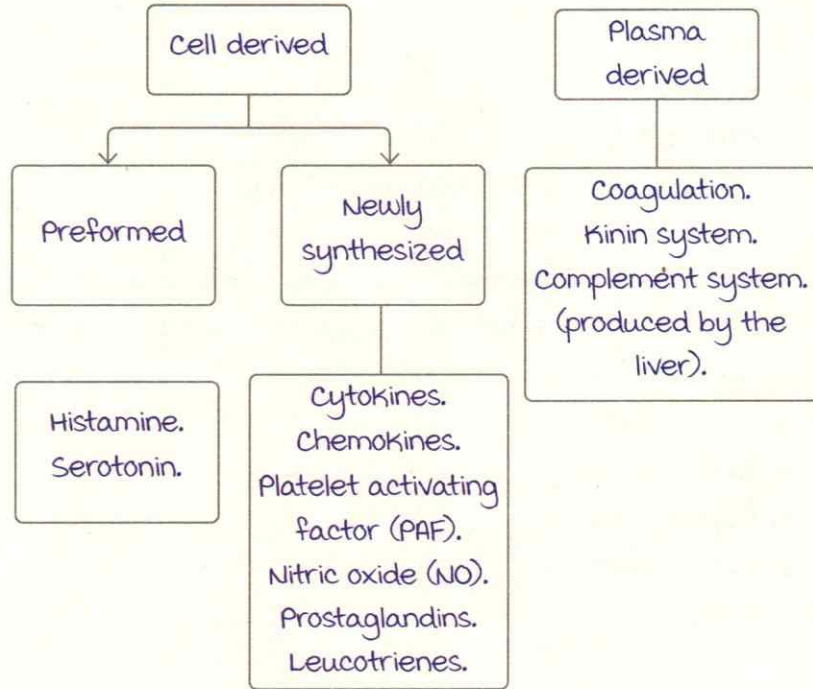 Cell derived
Preformed
Histamine.
Serotonin.
Newly
synthesized
Cytokines.
Chemokines.
Platelet activating
factor (PAF).
Nitric oxide (NO).
Prostaglandins.
Leucotrienes.
Plasma
derived
Coagulation.
Kinin system.
Complement system.
(produced by the
liver).